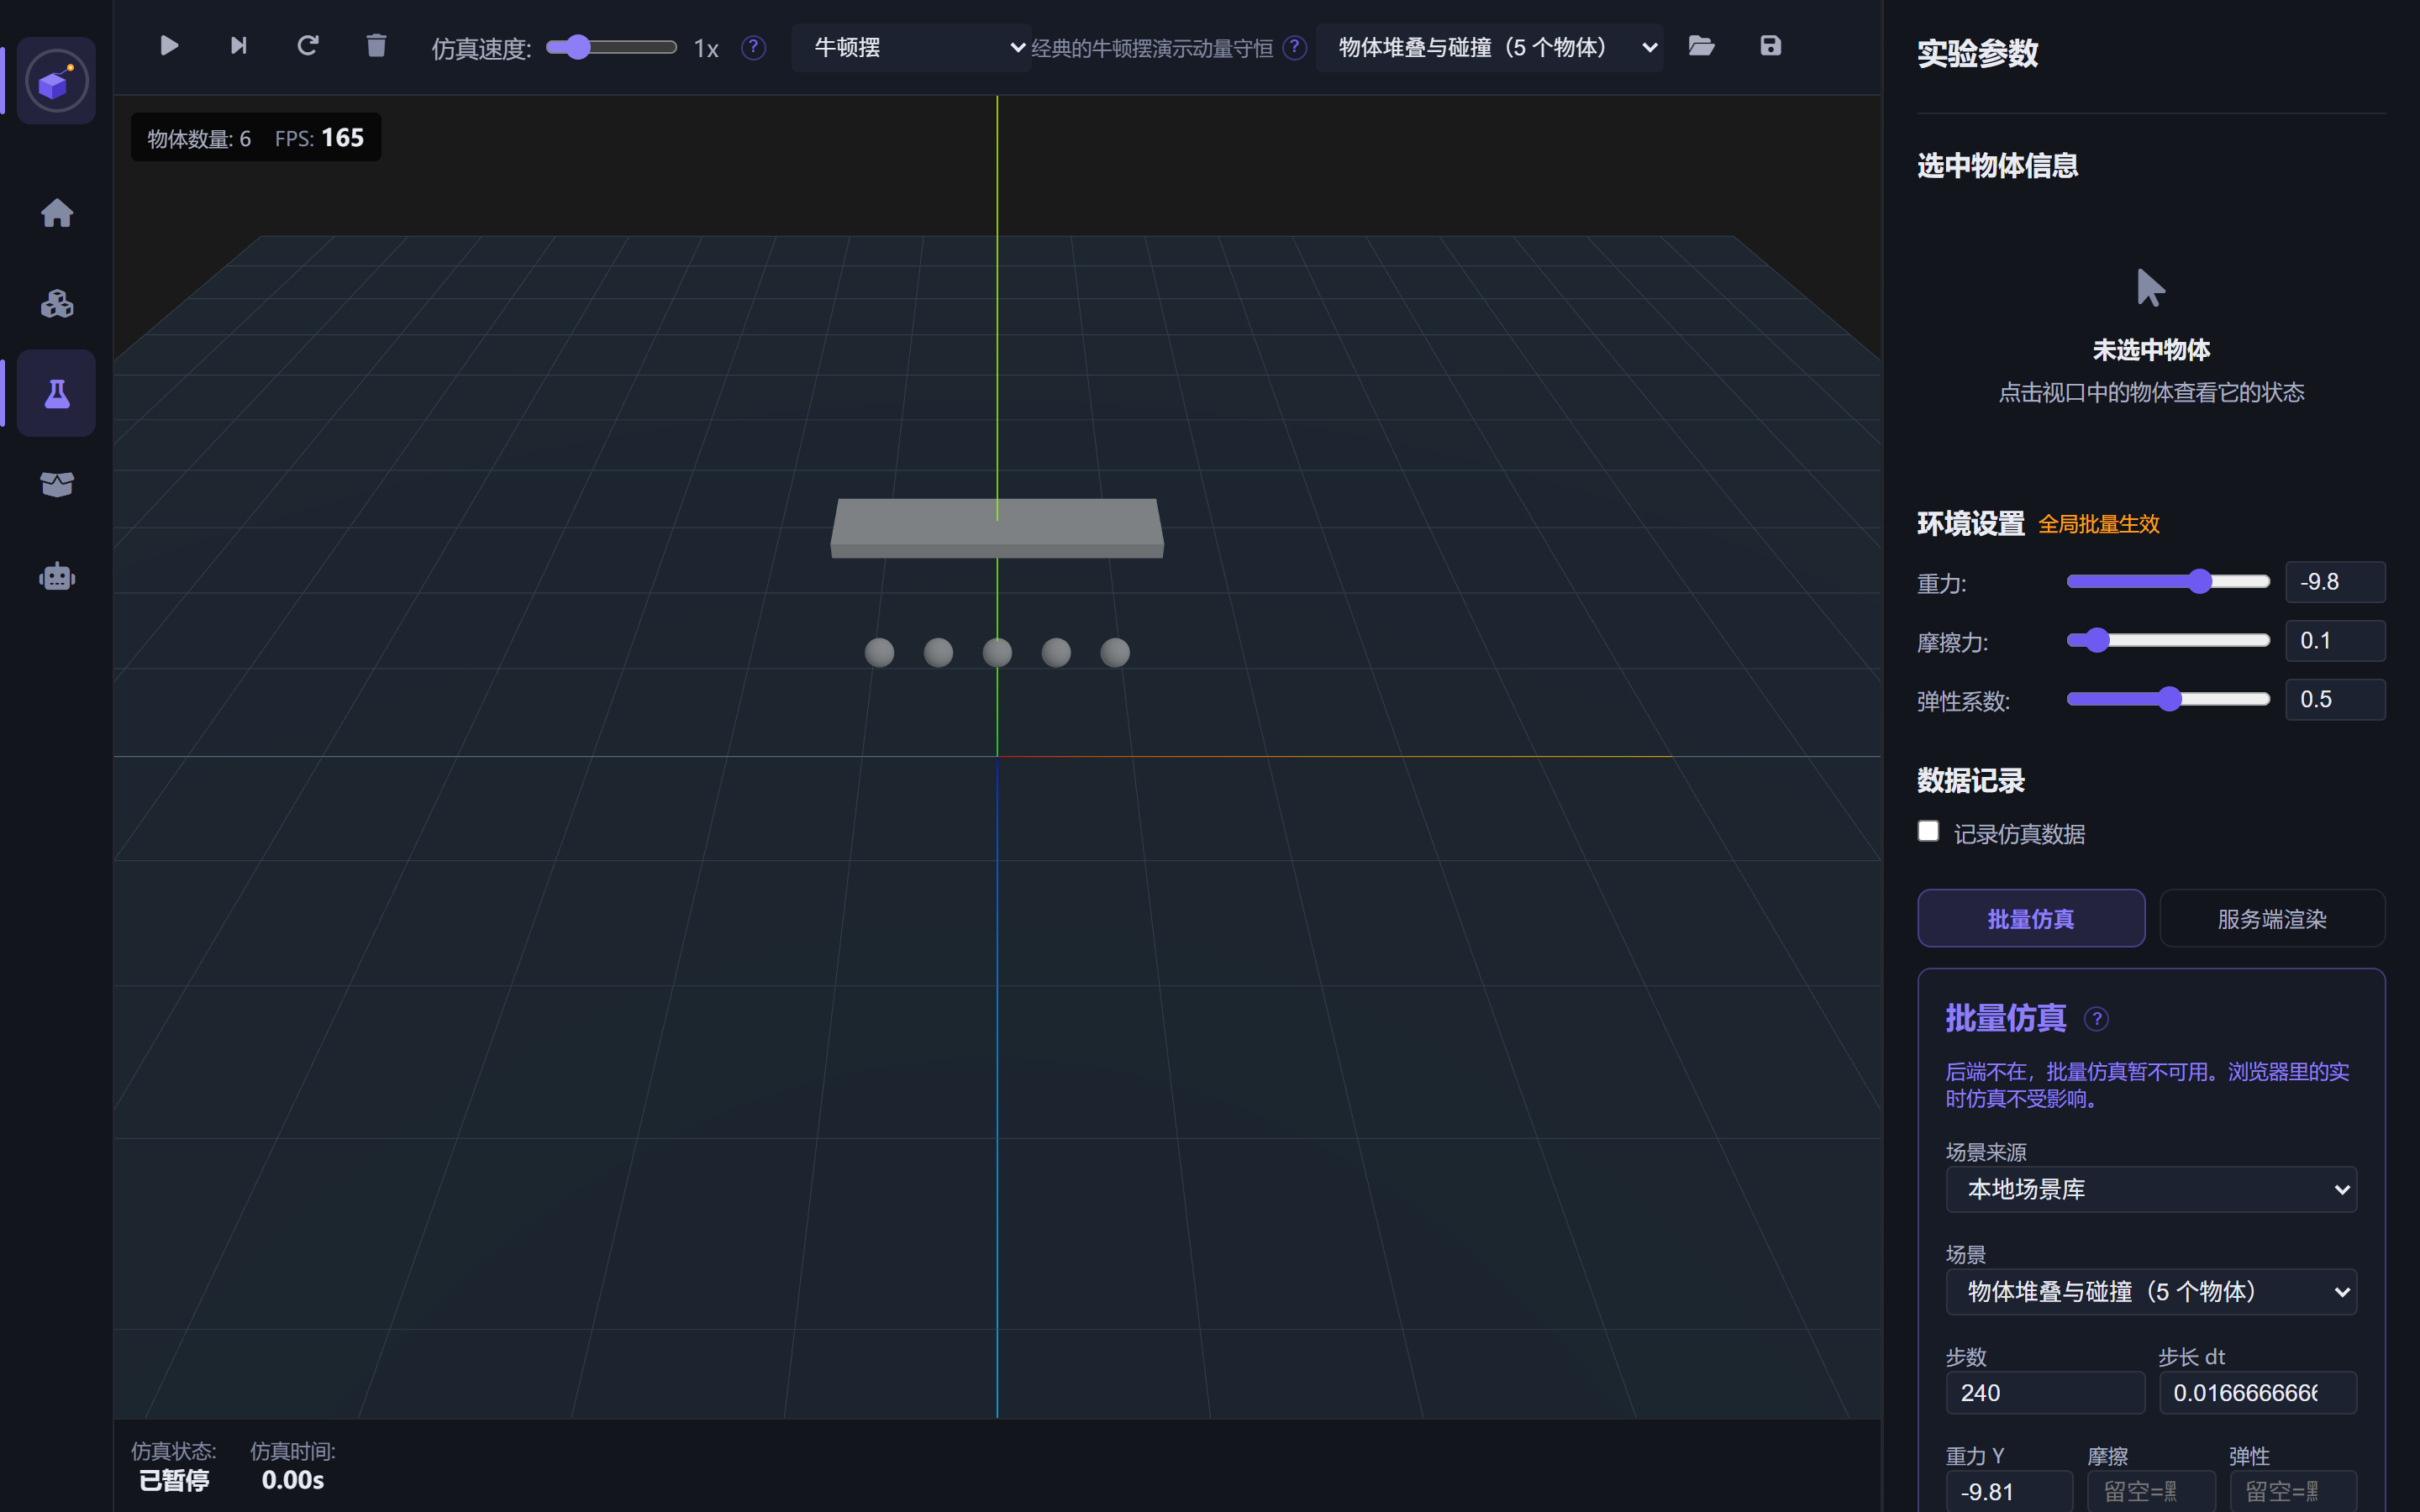 仿真速度: 1x ? 牛顿摆 经典的牛顿摆演示动量守恒 ? 物体堆叠与碰撞（5 个物体）
物体数量: 6 FPS: 165
仿真状态: 仿真时间:
已暂停 0.00s
实验参数
选中物体信息
未选中物体
点击视口中的物体查看它的状态
环境设置 全局批量生效
重力: -9.8
摩擦力: 0.1
弹性系数: 0.5
数据记录
记录仿真数据
批量仿真 服务端渲染
批量仿真 ?
后端不在，批量仿真暂不可用。浏览器里的实
时仿真不受影响。
场景来源
本地场景库
场景
物体堆叠与碰撞（5 个物体）
步数 步长 dt
240 0.0166666666
重力 Y 摩擦 弹性
-9.81 留空= 留空=